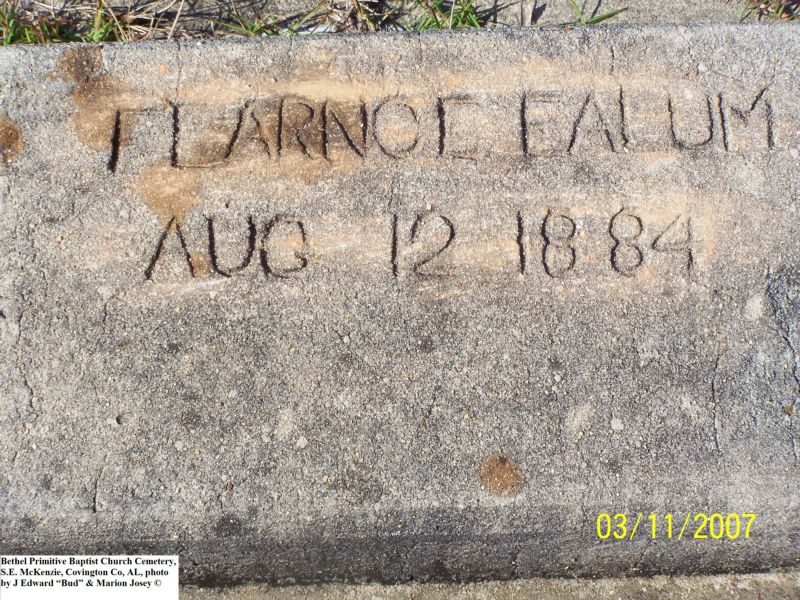 FLARNCE EALUM
AUG 12 1884
03/11/2007
Bethel Primitive Baptist Church Cemetery,
S.E. McKenzie, Covington Co, AL, photo
by J Edward “Bud” & Marion Josey ©